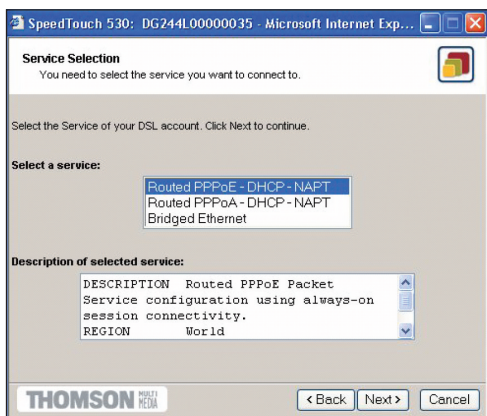 SpeedTouch 530: DG244L00000035 - Microsoft Internet Exp...
Service Selection
You need to select the service you want to connect to.
Select the Service of your DSL account. Click Next to continue.
Select a service:
Routed PPPoE - DHCP - NAPT
Routed PPPoA - DHCP - NAPT
Bridged Ethernet
Description of selected service:
DESCRIPTION Routed PPPoE Packet
Service configuration using always-on
session connectivity.
REGION World
THOMSON MULTI MEDIA
< Back Next > Cancel